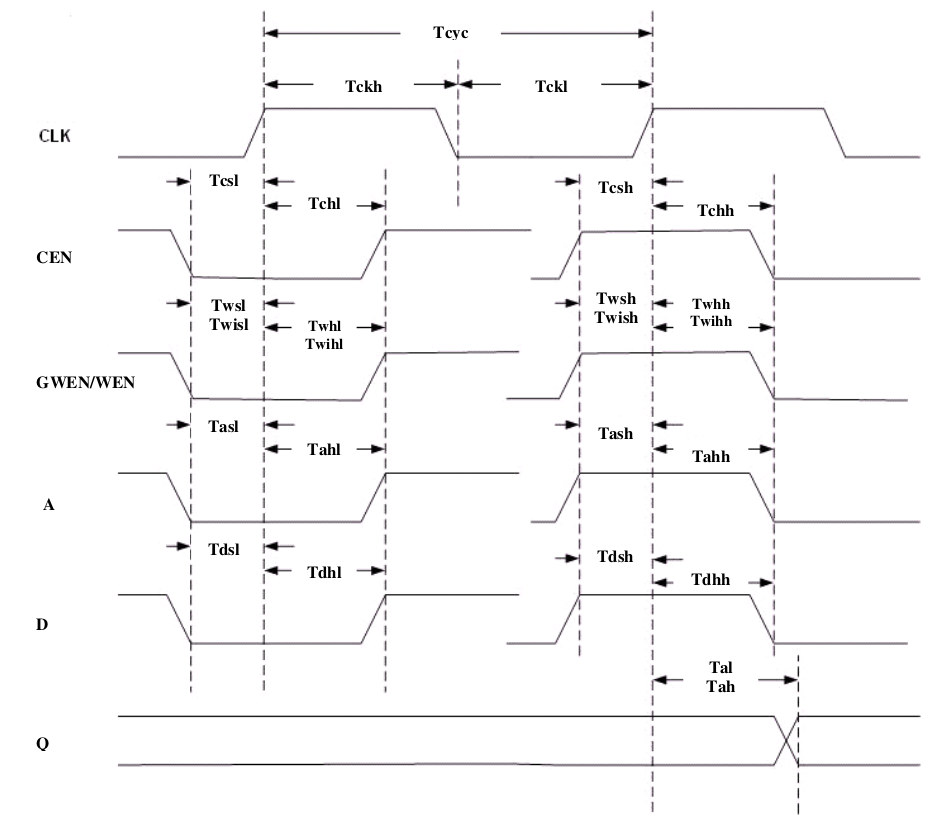 Tcyc
Tckh Tckl
CLK
Tcsl Tcsh
Tchl Tchh
CEN
Twsl Twsh Twhh
Twisl Twhl Twish Twihh
Twihl
GWEN/WEN
Tasl Tash
Tahl Tahh
A
Tdsl Tdsh
Tdhl Tdhh
D
Tal
Tah
Q